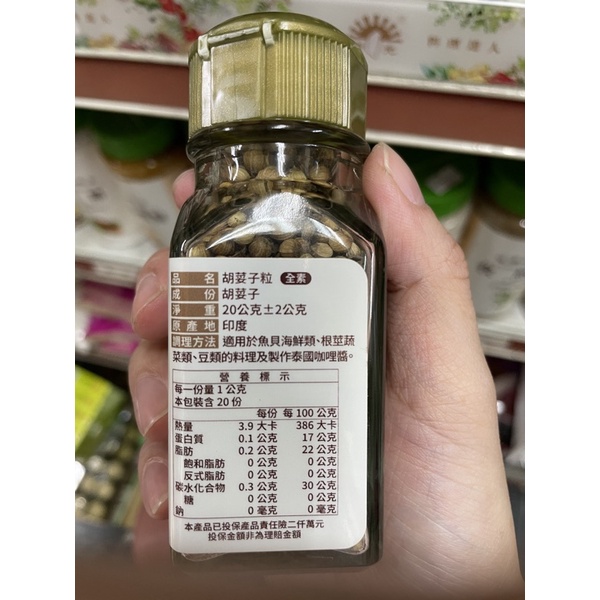 的頌達人
品名 胡荽子粒 全素
成份 胡荽子
淨重 20公克±2公克
原產地 印度
調理方法 適用於魚貝海鮮類、根莖蔬
菜類、豆類的料理及製作泰國咖哩醬。
營養標示
每一份量 1 公克
本包裝含 20 份
每份 每 100 公克
熱量 3.9 大卡 386 大卡
蛋白質 0.1 公克 17 公克
脂肪 0.2 公克 22 公克
飽和脂肪 0 公克 0 公克
反式脂肪 0 公克 0 公克
碳水化合物 0.3 公克 30 公克
糖 0 公克 0 公克
鈉 0 毫克 0 毫克
本產品已投保產品責任險二仟萬元
投保金額非為理賠金額